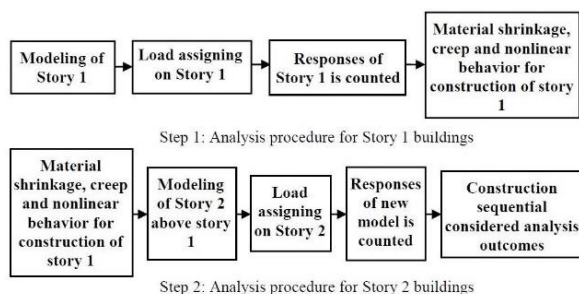 Modeling of
Story 1
Load assigning
on Story 1
Responses of
Story 1 is counted
Material shrinkage,
creep and nonlinear
behavior for
construction of story
1
Step 1: Analysis procedure for Story 1 buildings
Material
shrinkage, creep
and nonlinear
behavior for
construction of
story 1
Modeling
of Story 2
above story
1
Load
assigning
on Story 2
Responses
of new
model is
counted
Construction
sequential
considered analysis
outcomes
Step 2: Analysis procedure for Story 2 buildings